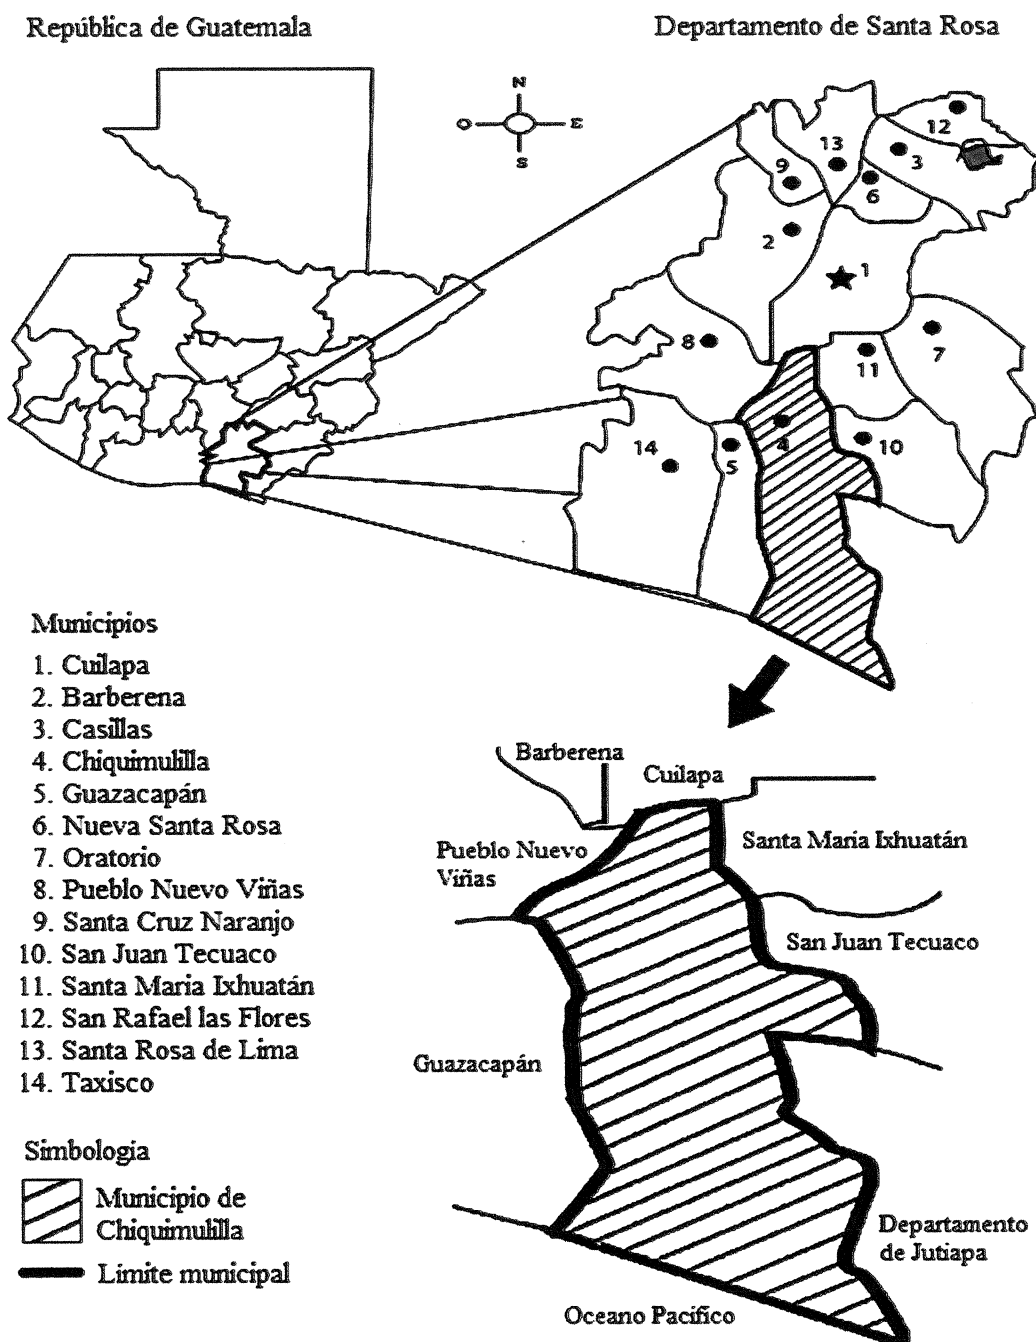 República de Guatemala
Departamento de Santa Rosa
N
O
E
S
12
13
3
9
6
2
1
8
7
11
4
14
5
10
Municipios
1. Cuilapa
2. Barberena
3. Casillas
4. Chiquimulilla
5. Guazacapán
6. Nueva Santa Rosa
7. Oratorio
8. Pueblo Nuevo Viñas
9. Santa Cruz Naranjo
10. San Juan Tecuaco
11. Santa Maria Ixhuatán
12. San Rafael las Flores
13. Santa Rosa de Lima
14. Taxisco
Simbologia
Municipio de
Chiquimulilla
Limite municipal
Barberena
Cuilapa
Pueblo Nuevo
Viñas
Santa Maria Ixhuatán
San Juan Tecuaco
Guazacapán
Departamento
de Jutiapa
Oceano Pacífico